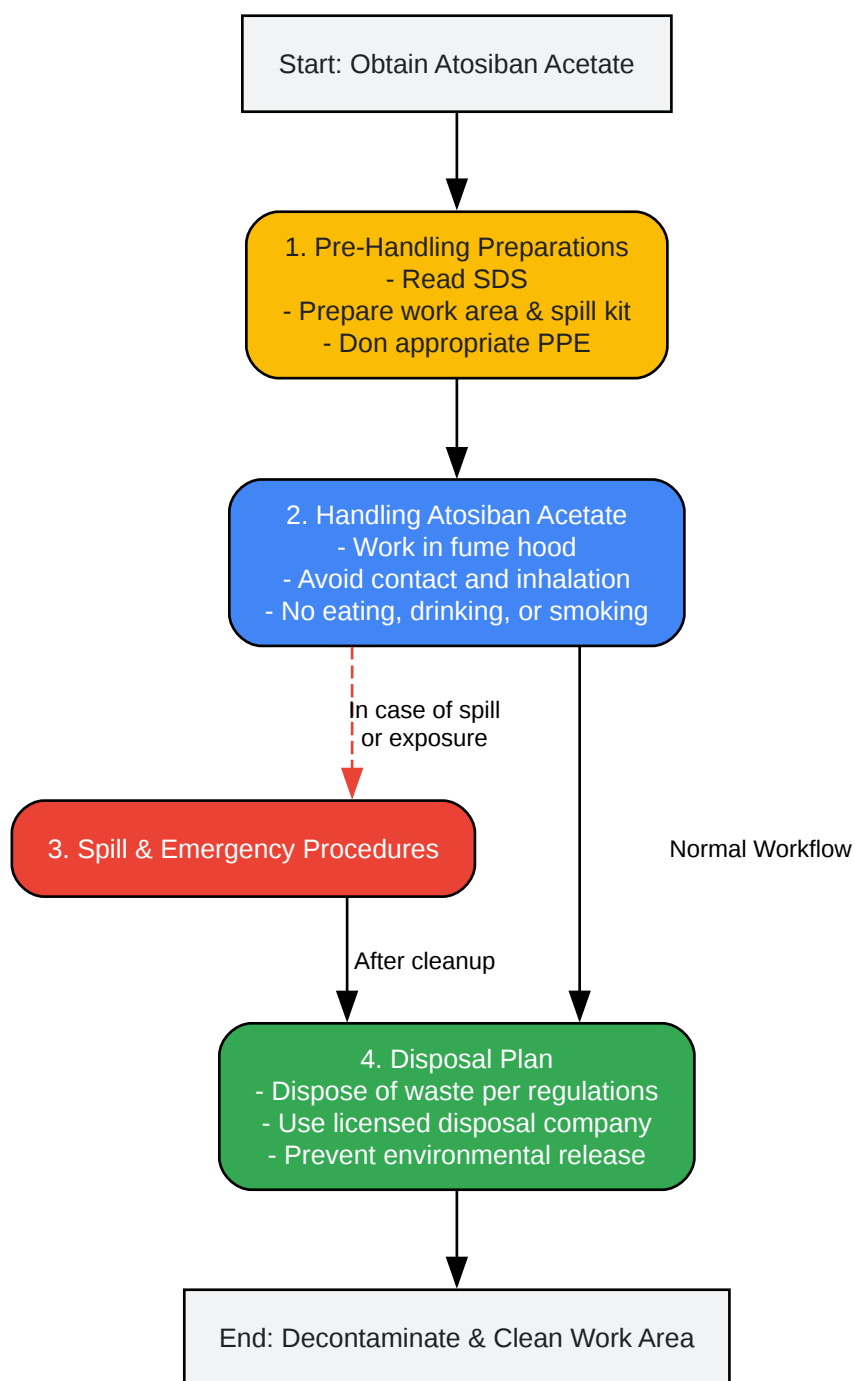 Start: Obtain Atosiban Acetate
1. Pre-Handling Preparations
- Read SDS
- Prepare work area & spill kit
- Don appropriate PPE
2. Handling Atosiban Acetate
- Work in fume hood
- Avoid contact and inhalation
- No eating, drinking, or smoking
In case of spill
or exposure
3. Spill & Emergency Procedures
Normal Workflow
After cleanup
4. Disposal Plan
- Dispose of waste per regulations
- Use licensed disposal company
- Prevent environmental release
End: Decontaminate & Clean Work Area